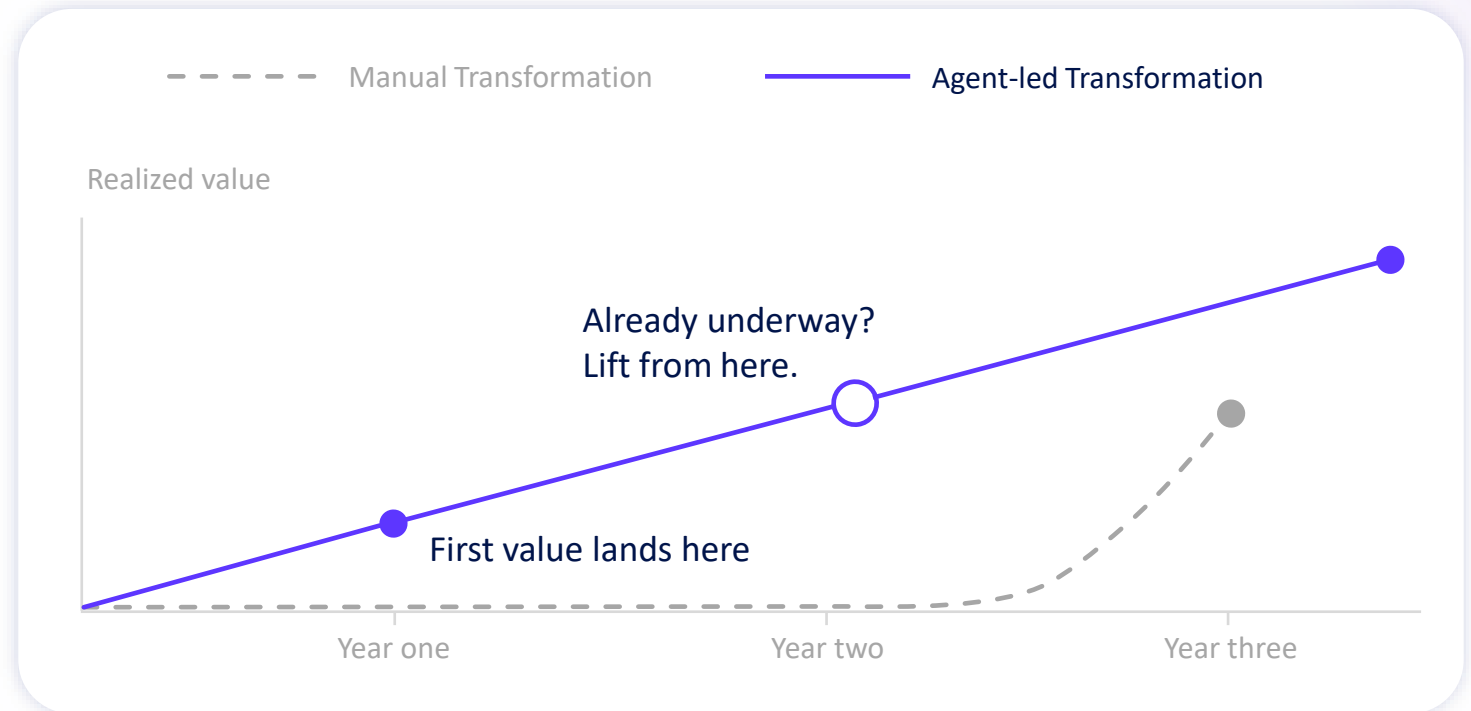 Manual Transformation
Agent-led Transformation
Realized value
Already underway?
Lift from here.
First value lands here
Year one
Year two
Year three